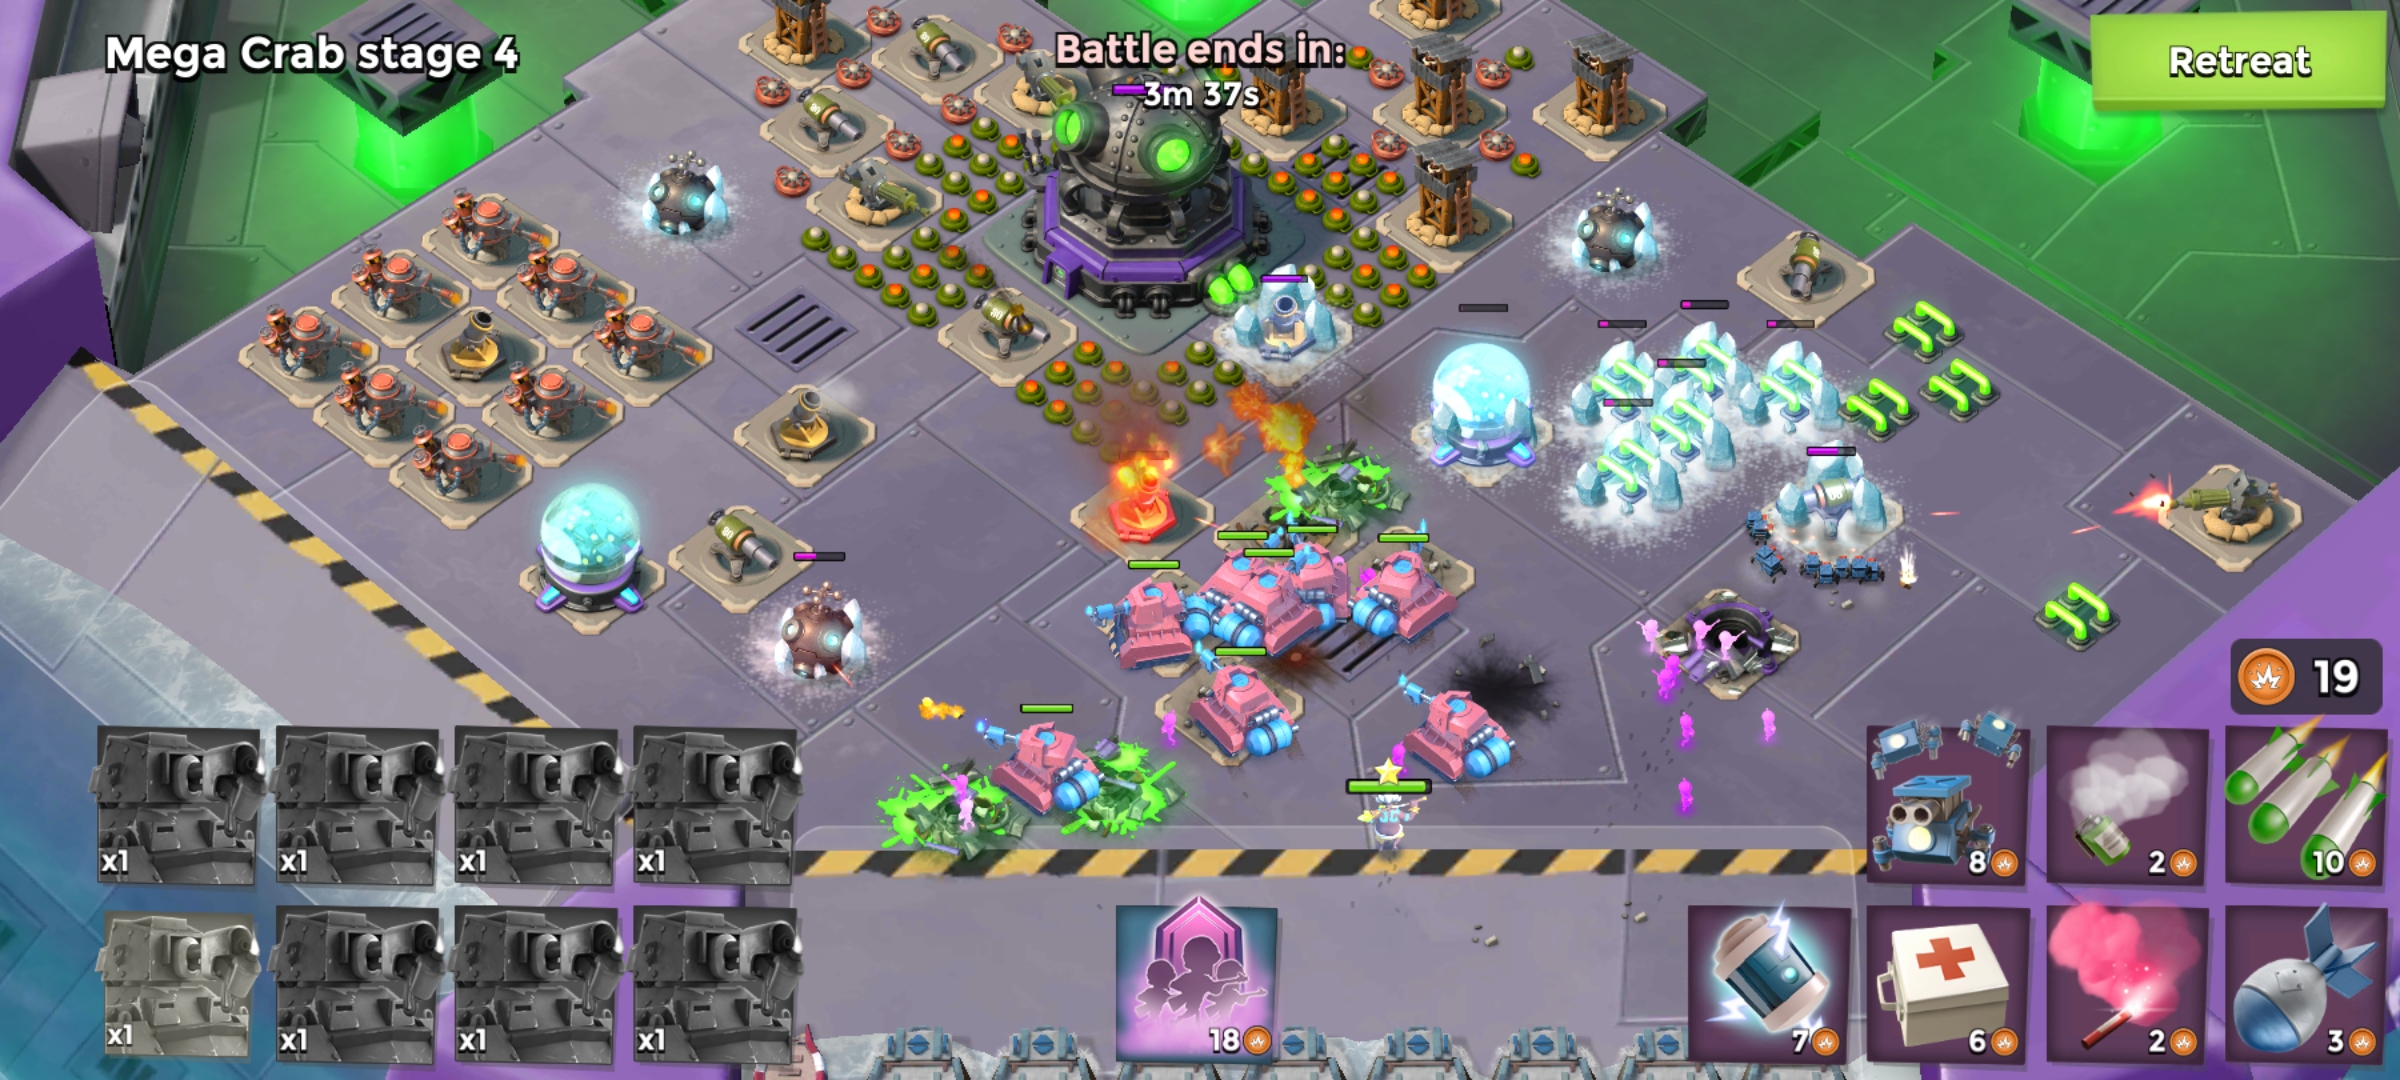 Mega Crab stage 4
Battle ends in:
3m 37s
Retreat
19
x1
x1
x1
x1
8
2
10
x1
x1
x1
x1
18
7
6
2
3